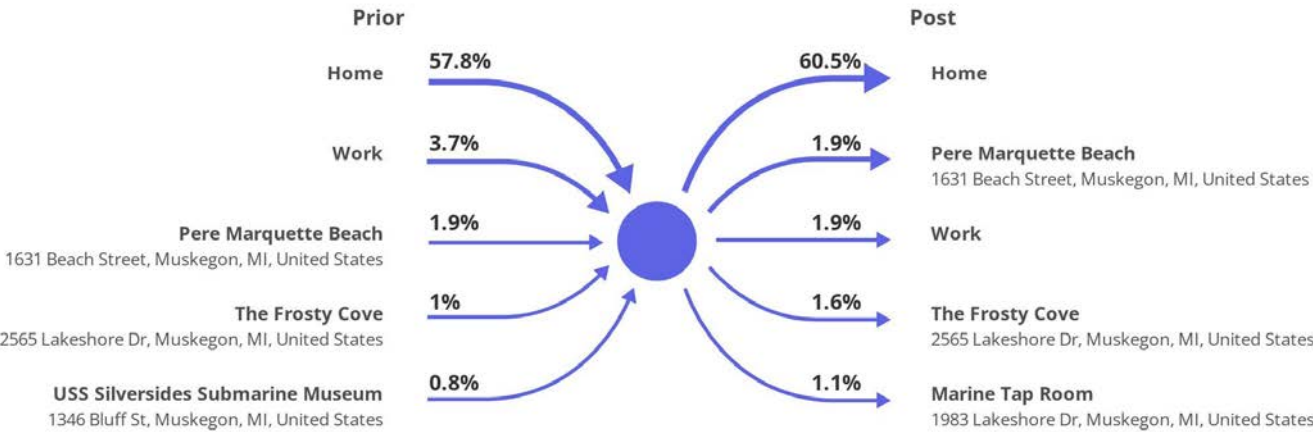 Prior
Post
57.8%
Home
60.5%
Home
3.7%
Work
1.9%
Pere Marquette Beach
1631 Beach Street, Muskegon, MI, United States
1.9%
Pere Marquette Beach
1631 Beach Street, Muskegon, MI, United States
1.9%
Work
1%
The Frosty Cove
2565 Lakeshore Dr, Muskegon, MI, United States
1.6%
The Frosty Cove
2565 Lakeshore Dr, Muskegon, MI, United States
0.8%
USS Silversides Submarine Museum
1346 Bluff St, Muskegon, MI, United States
1.1%
Marine Tap Room
1983 Lakeshore Dr, Muskegon, MI, United States